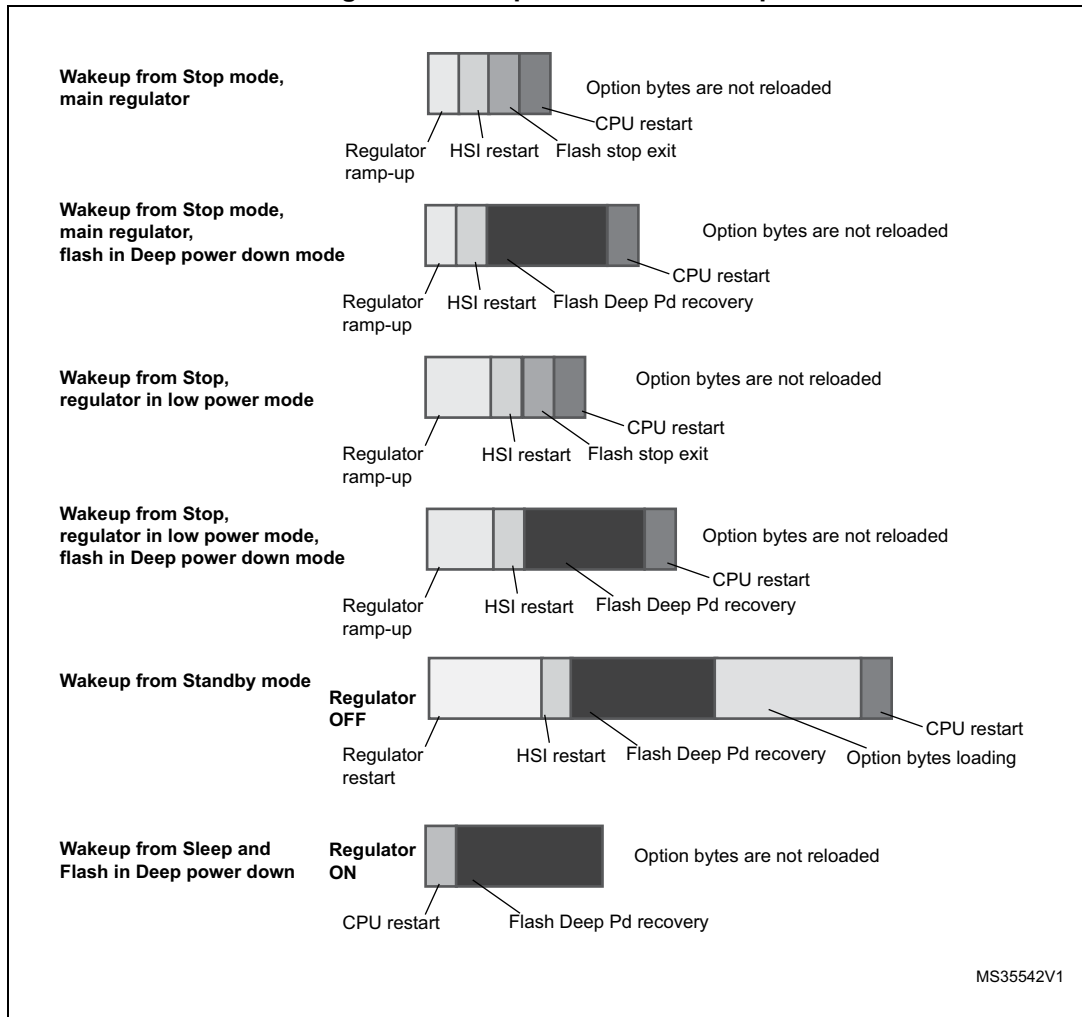 Wakeup from Stop mode,
main regulator
Option bytes are not reloaded
CPU restart
Regulator
ramp-up
HSI restart
Flash stop exit
Wakeup from Stop mode,
main regulator,
flash in Deep power down mode
Option bytes are not reloaded
CPU restart
Regulator
ramp-up
HSI restart
Flash Deep Pd recovery
Wakeup from Stop,
regulator in low power mode
Option bytes are not reloaded
CPU restart
Regulator
ramp-up
HSI restart
Flash stop exit
Wakeup from Stop,
regulator in low power mode,
flash in Deep power down mode
Option bytes are not reloaded
CPU restart
Regulator
ramp-up
HSI restart
Flash Deep Pd recovery
Wakeup from Standby mode
Regulator
OFF
CPU restart
Regulator
restart
HSI restart
Flash Deep Pd recovery
Option bytes loading
Wakeup from Sleep and
Flash in Deep power down
Regulator
ON
Option bytes are not reloaded
CPU restart
Flash Deep Pd recovery
MS35542V1